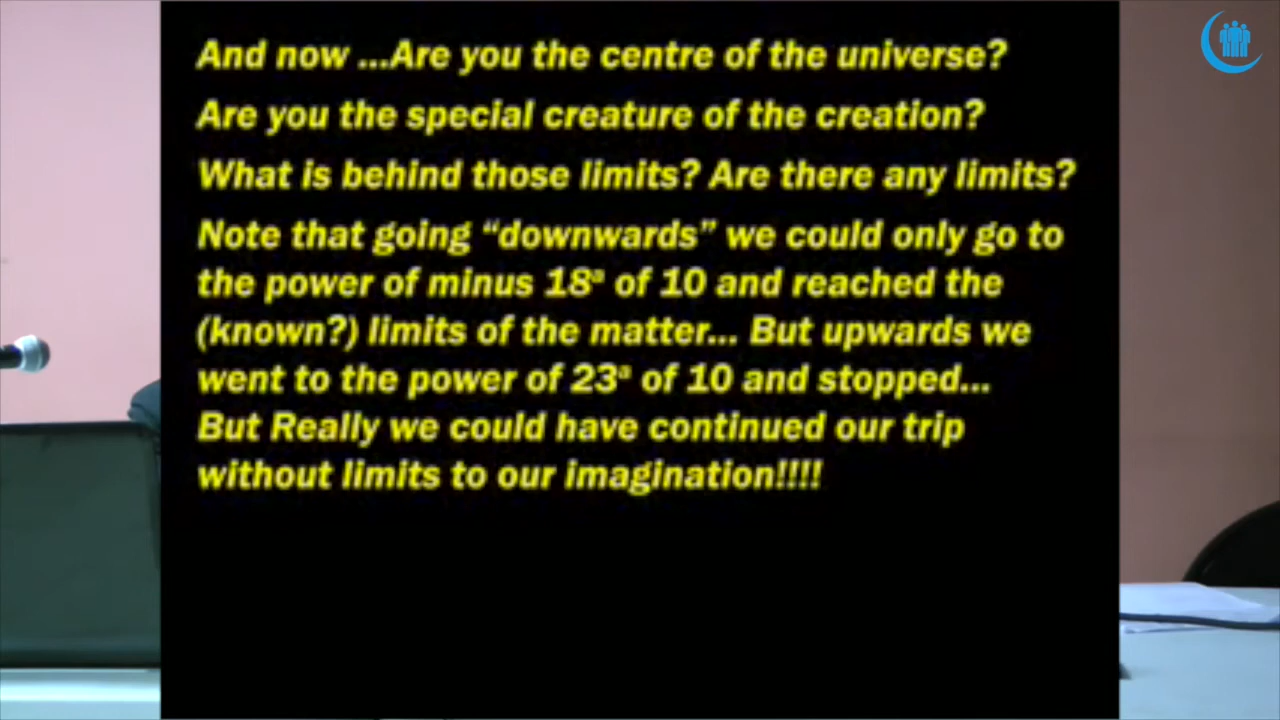 And now ...Are you the centre of the universe?
Are you the special creature of the creation?
What is behind those limits? Are there any limits?
Note that going “downwards” we could only go to
the power of minus 18ª of 10 and reached the
(known?) limits of the matter... But upwards we
went to the power of 23ª of 10 and stopped...
But Really we could have continued our trip
without limits to our imagination!!!!